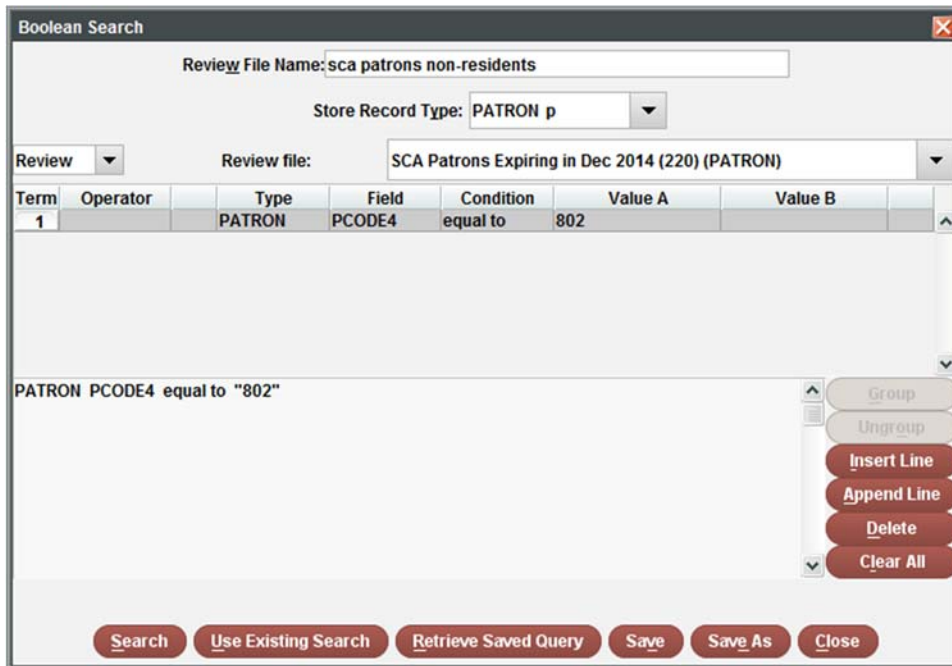 Boolean Search
Review File Name: sca patrons non-residents
Store Record Type: PATRON p
Review Review file: SCA Patrons Expiring in Dec 2014 (220) (PATRON)
Term Operator Type Field Condition Value A Value B
1 PATRON PCODE4 equal to 802
PATRON PCODE4 equal to "802"
Group
Ungroup
Insert Line
Append Line
Delete
Clear All
Search Use Existing Search Retrieve Saved Query Save Save As Close